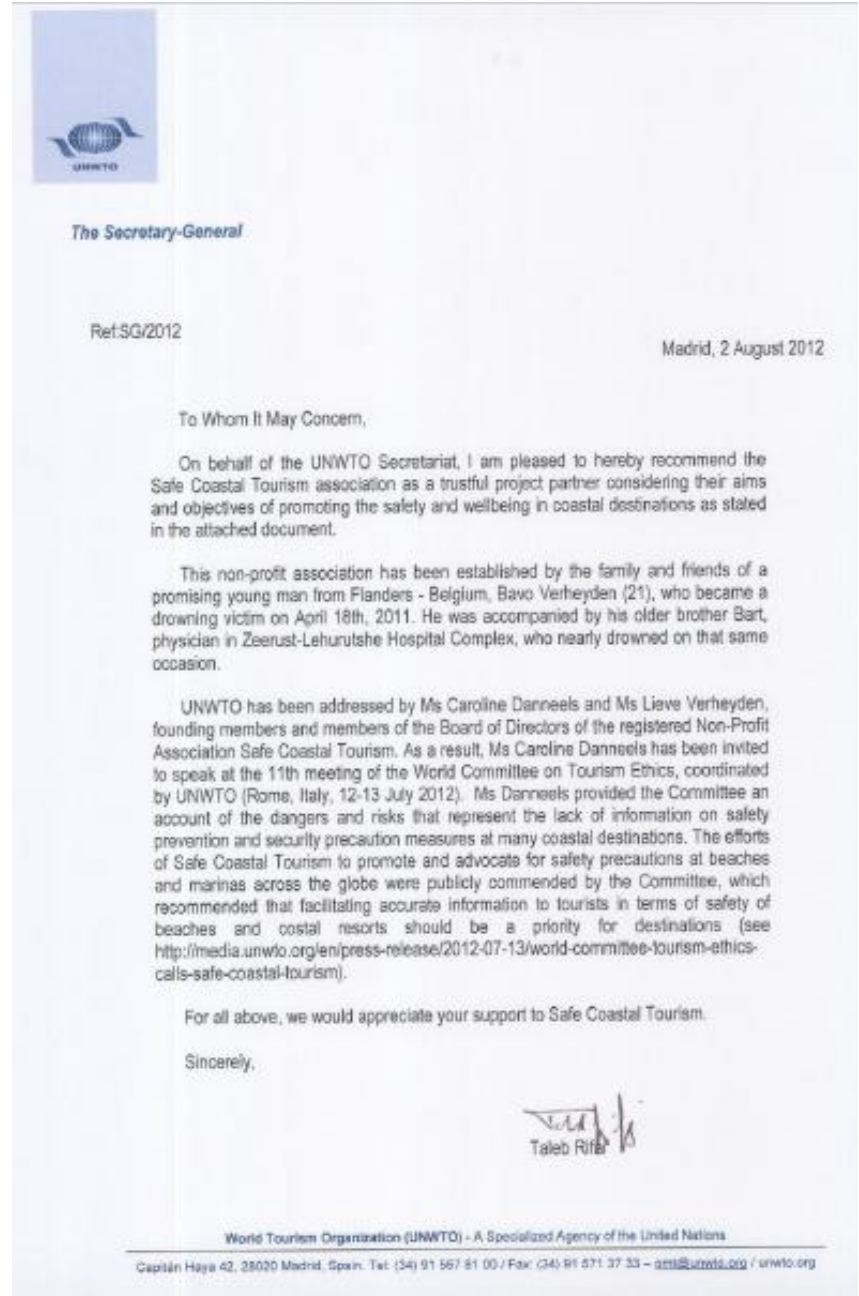 UNWTO
The Secretary-General
Ref:SG/2012
Madrid, 2 August 2012
To Whom It May Concern,
On behalf of the UNWTO Secretariat, I am pleased to hereby recommend the
Safe Coastal Tourism association as a trustful project partner considering their aims
and objectives of promoting the safety and wellbeing in coastal destinations as stated
in the attached document.
This non-profit association has been established by the family and friends of a
promising young man from Flanders - Belgium, Bavo Verheyden (21), who became a
drowning victim on April 18th, 2011. He was accompanied by his older brother Bart,
physician in Zeerust-Lehurutshe Hospital Complex, who nearly drowned on that same
occasion.
UNWTO has been addressed by Ms Caroline Danneels and Ms Lieve Verheyden,
founding members and members of the Board of Directors of the registered Non-Profit
Association Safe Coastal Tourism. As a result, Ms Caroline Danneels has been invited
to speak at the 11th meeting of the World Committee on Tourism Ethics, coordinated
by UNWTO (Rome, Italy, 12-13 July 2012). Ms Danneels provided the Committee an
account of the dangers and risks that represent the lack of information on safety
prevention and security precaution measures at many coastal destinations. The efforts
of Safe Coastal Tourism to promote and advocate for safety precautions at beaches
and marinas across the globe were publicly commended by the Committee, which
recommended that facilitating accurate information to tourists in terms of safety of
beaches and costal resorts should be a priority for destinations (see
http://media.unwto.org/en/press-release/2012-07-13/world-committee-tourism-ethics-
calls-safe-coastal-tourism).
For all above, we would appreciate your support to Safe Coastal Tourism.
Sincerely,
Taleb Rifai
World Tourism Organization (UNWTO) - A Specialized Agency of the United Nations
Capitán Haya 42, 28020 Madrid, Spain. Tel: (34) 91 567 81 00 / Fax: (34) 91 571 37 33 – omt@unwto.org / unwto.org